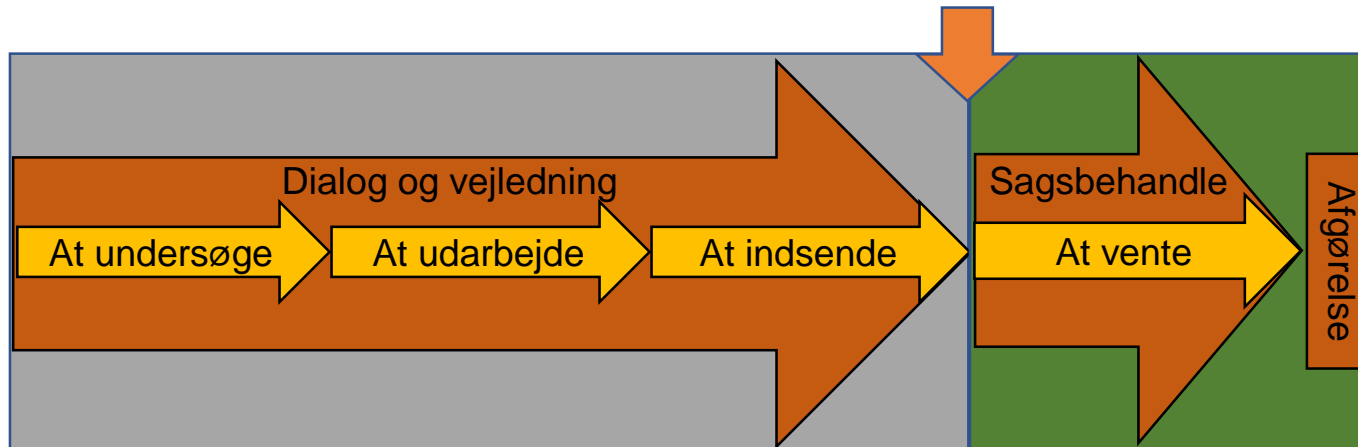 Dialog og vejledning
At undersøge
At udarbejde
At indsende
Sagsbehandle
At vente
Afgørelse